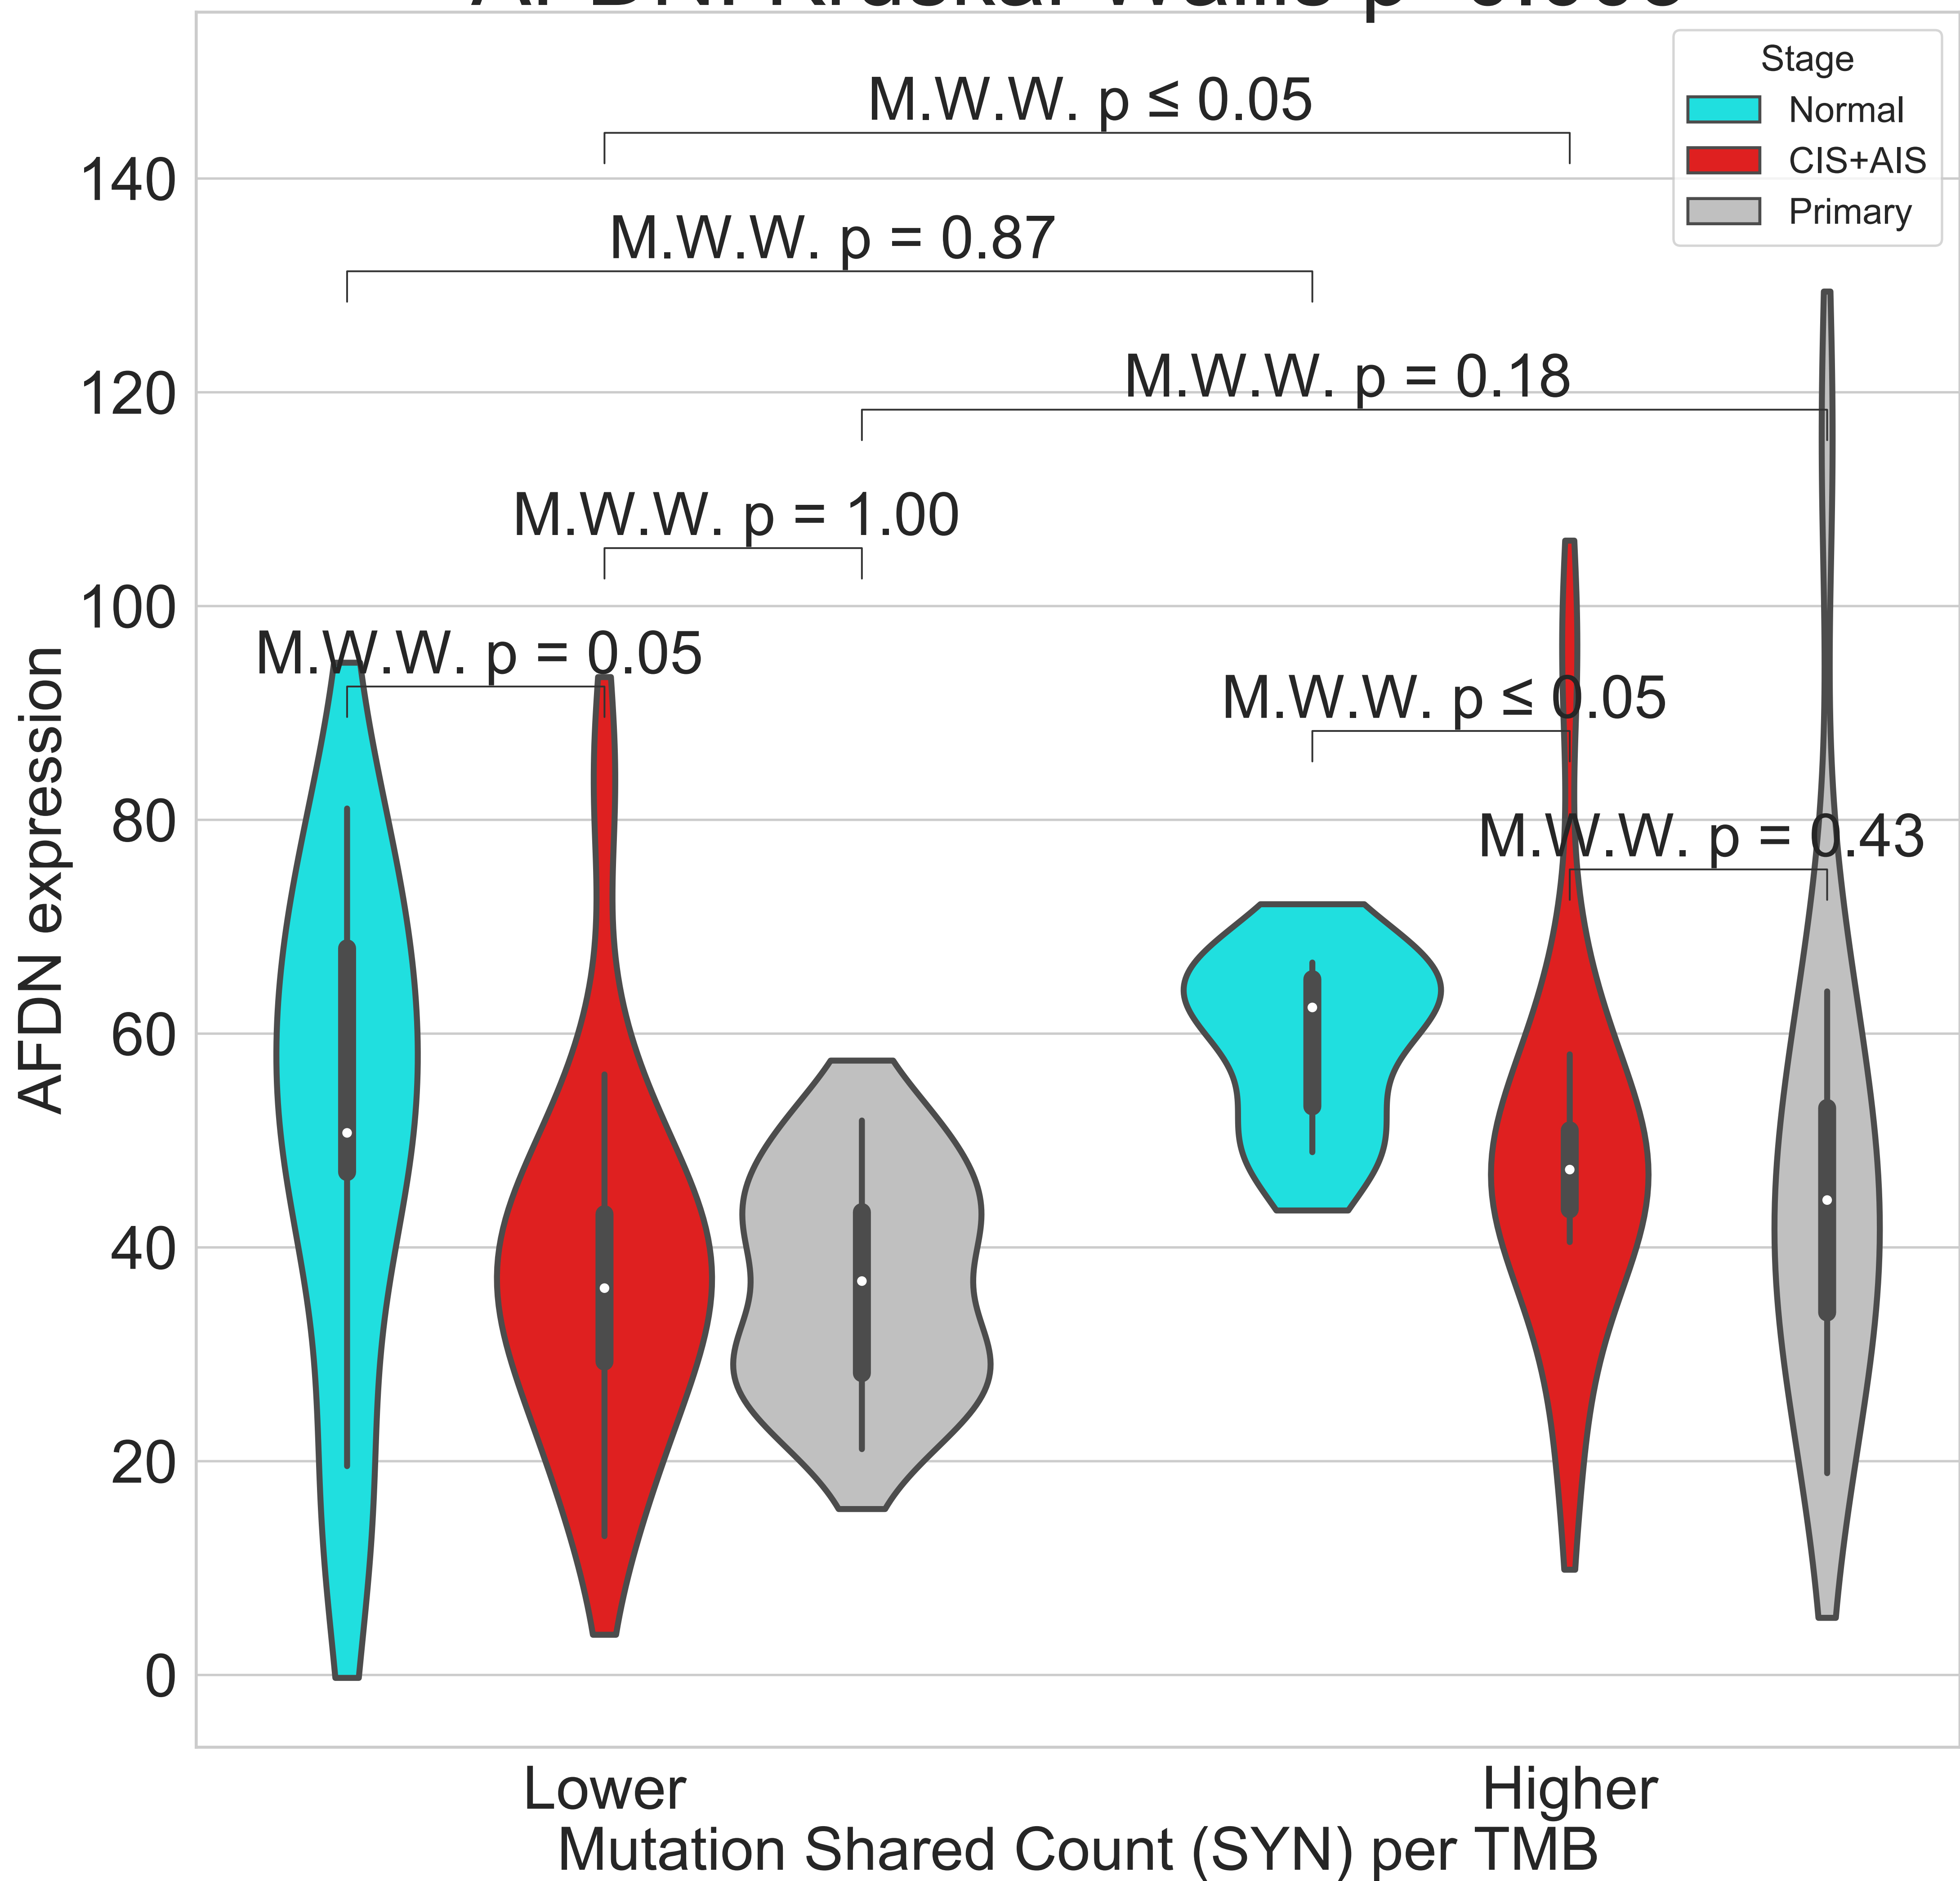 Stage
Normal
CIS+AIS
Primary
M.W.W. p ≤ 0.05
M.W.W. p = 0.87
M.W.W. p = 0.18
M.W.W. p = 1.00
M.W.W. p = 0.05
M.W.W. p ≤ 0.05
M.W.W. p = 0.43
140
120
100
80
60
40
20
0
AFDN expression
Lower
Higher
Mutation Shared Count (SYN) per TMB